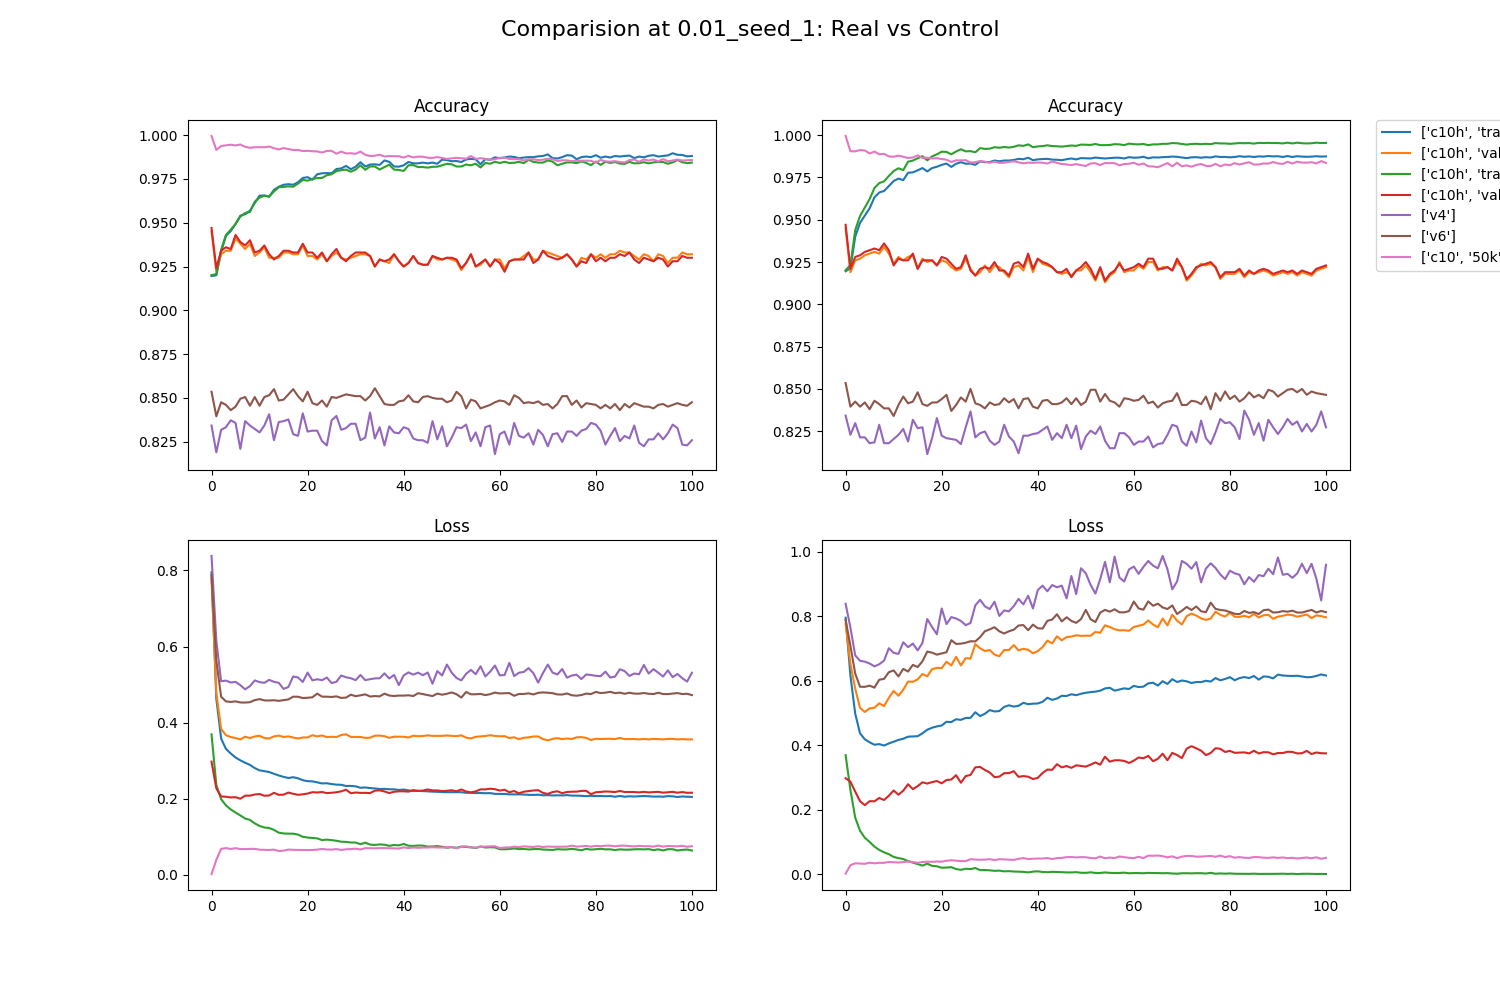 Comparision at 0.01_seed_1: Real vs Control
Accuracy
1.000
0.975
0.950
0.925
0.900
0.875
0.850
0.825
0 20 40 60 80 100
Accuracy
1.000
0.975
0.950
0.925
0.900
0.875
0.850
0.825
0 20 40 60 80 100
['c10h', 'tra
['c10h', 'val
['c10h', 'tra
['c10h', 'val
['v4']
['v6']
['c10', '50k'
Loss
0.8
0.6
0.4
0.2
0.0
0 20 40 60 80 100
Loss
1.0
0.8
0.6
0.4
0.2
0.0
0 20 40 60 80 100